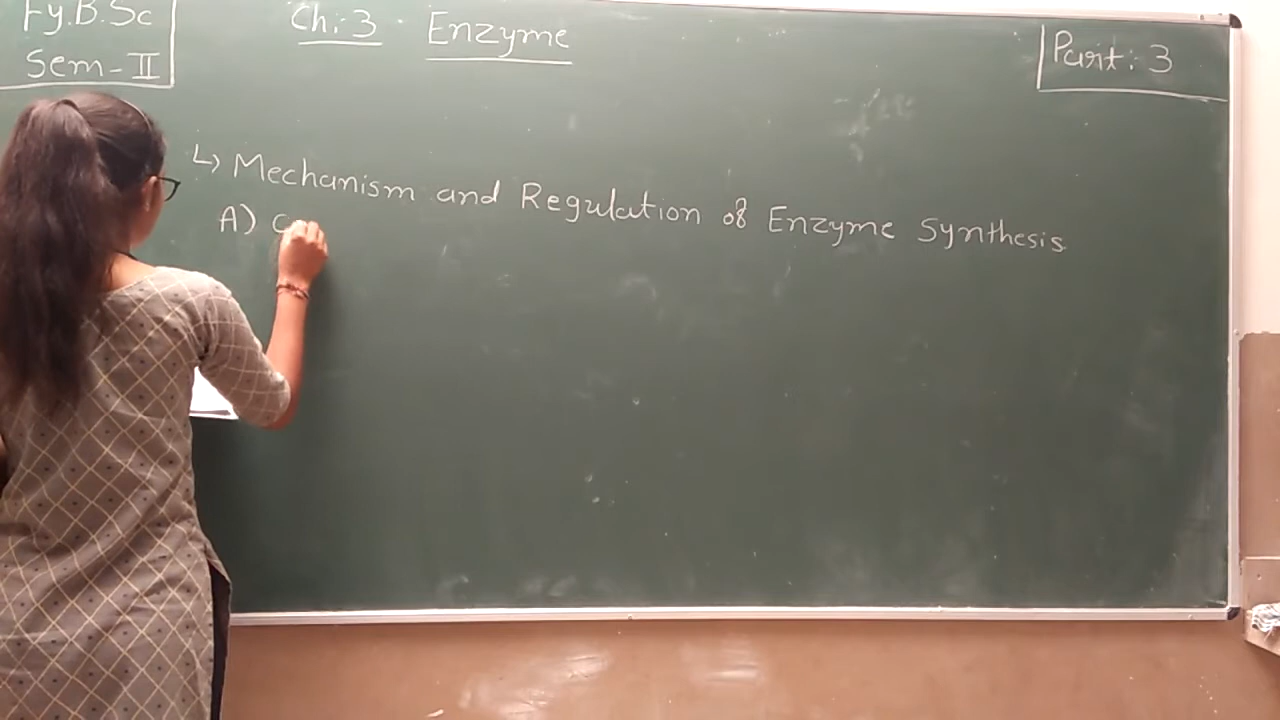 Fy.B.Sc
Sem-II
Ch:3 Enzyme
Part:3
↳ Mechanism and Regulation of Enzyme Synthesis
A) C